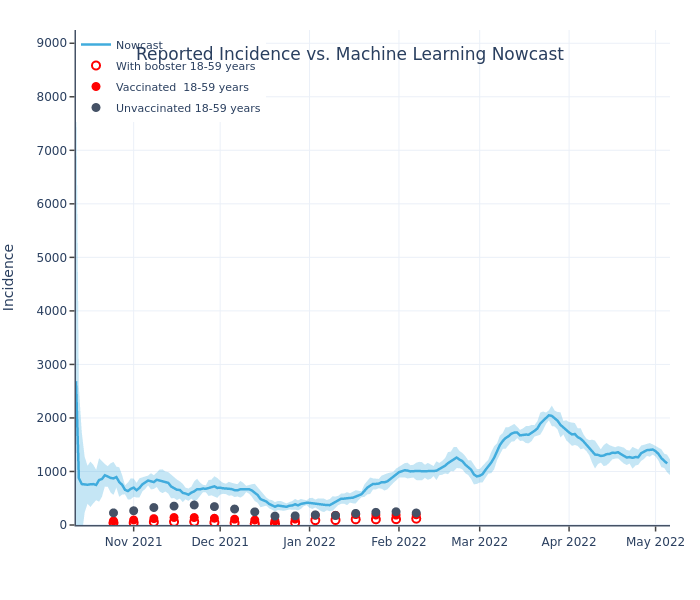 Reported Incidence vs. Machine Learning Nowcast
Nowcast
With booster 18-59 years
Vaccinated  18-59 years
Unvaccinated 18-59 years
Incidence
9000
8000
7000
6000
5000
4000
3000
2000
1000
0
Nov 2021
Dec 2021
Jan 2022
Feb 2022
Mar 2022
Apr 2022
May 2022